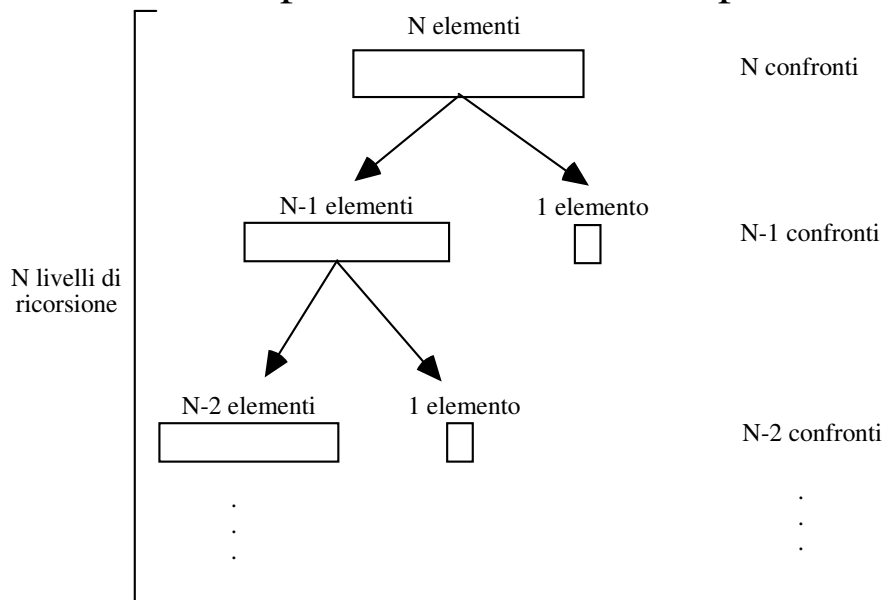 N elementi
N confronti
N-1 elementi
1 elemento
N-1 confronti
N livelli di
ricorsione
N-2 elementi
1 elemento
N-2 confronti